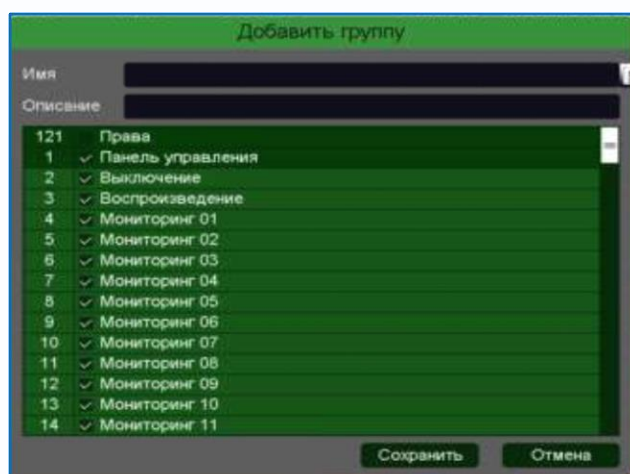 Добавить группу
Имя
Описание
121 Права
1 Панель управления
2 Выключение
3 Воспроизведение
4 Мониторинг 01
5 Мониторинг 02
6 Мониторинг 03
7 Мониторинг 04
8 Мониторинг 05
9 Мониторинг 06
10 Мониторинг 07
11 Мониторинг 08
12 Мониторинг 09
13 Мониторинг 10
14 Мониторинг 11
Сохранить Отмена